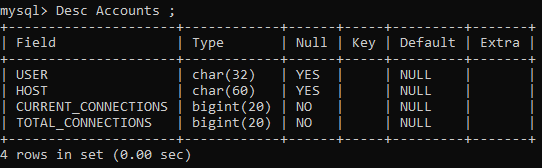 mysql> Desc Accounts ;
+---------------------+------------+------+-----+---------+-------+
| Field               | Type       | Null | Key | Default | Extra |
+---------------------+------------+------+-----+---------+-------+
| USER                | char(32)   | YES  |     | NULL    |       |
| HOST                | char(60)   | YES  |     | NULL    |       |
| CURRENT_CONNECTIONS | bigint(20) | NO   |     | NULL    |       |
| TOTAL_CONNECTIONS   | bigint(20) | NO   |     | NULL    |       |
+---------------------+------------+------+-----+---------+-------+
4 rows in set (0.00 sec)